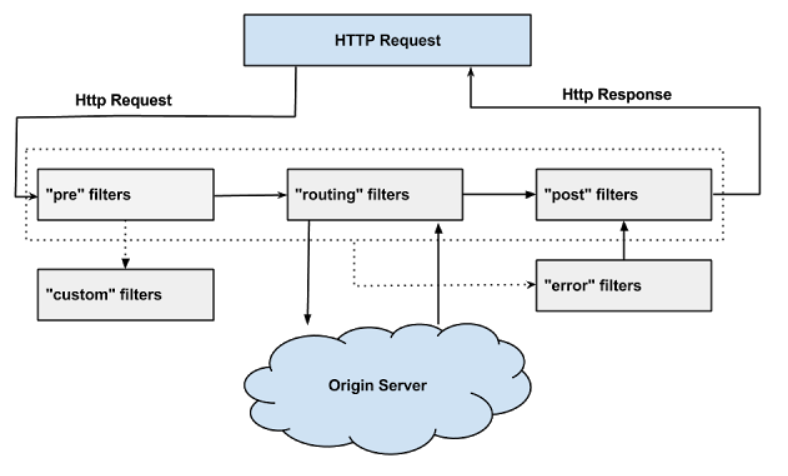 HTTP Request
Http Request
Http Response
"pre" filters
"routing" filters
"post" filters
"custom" filters
"error" filters
Origin Server